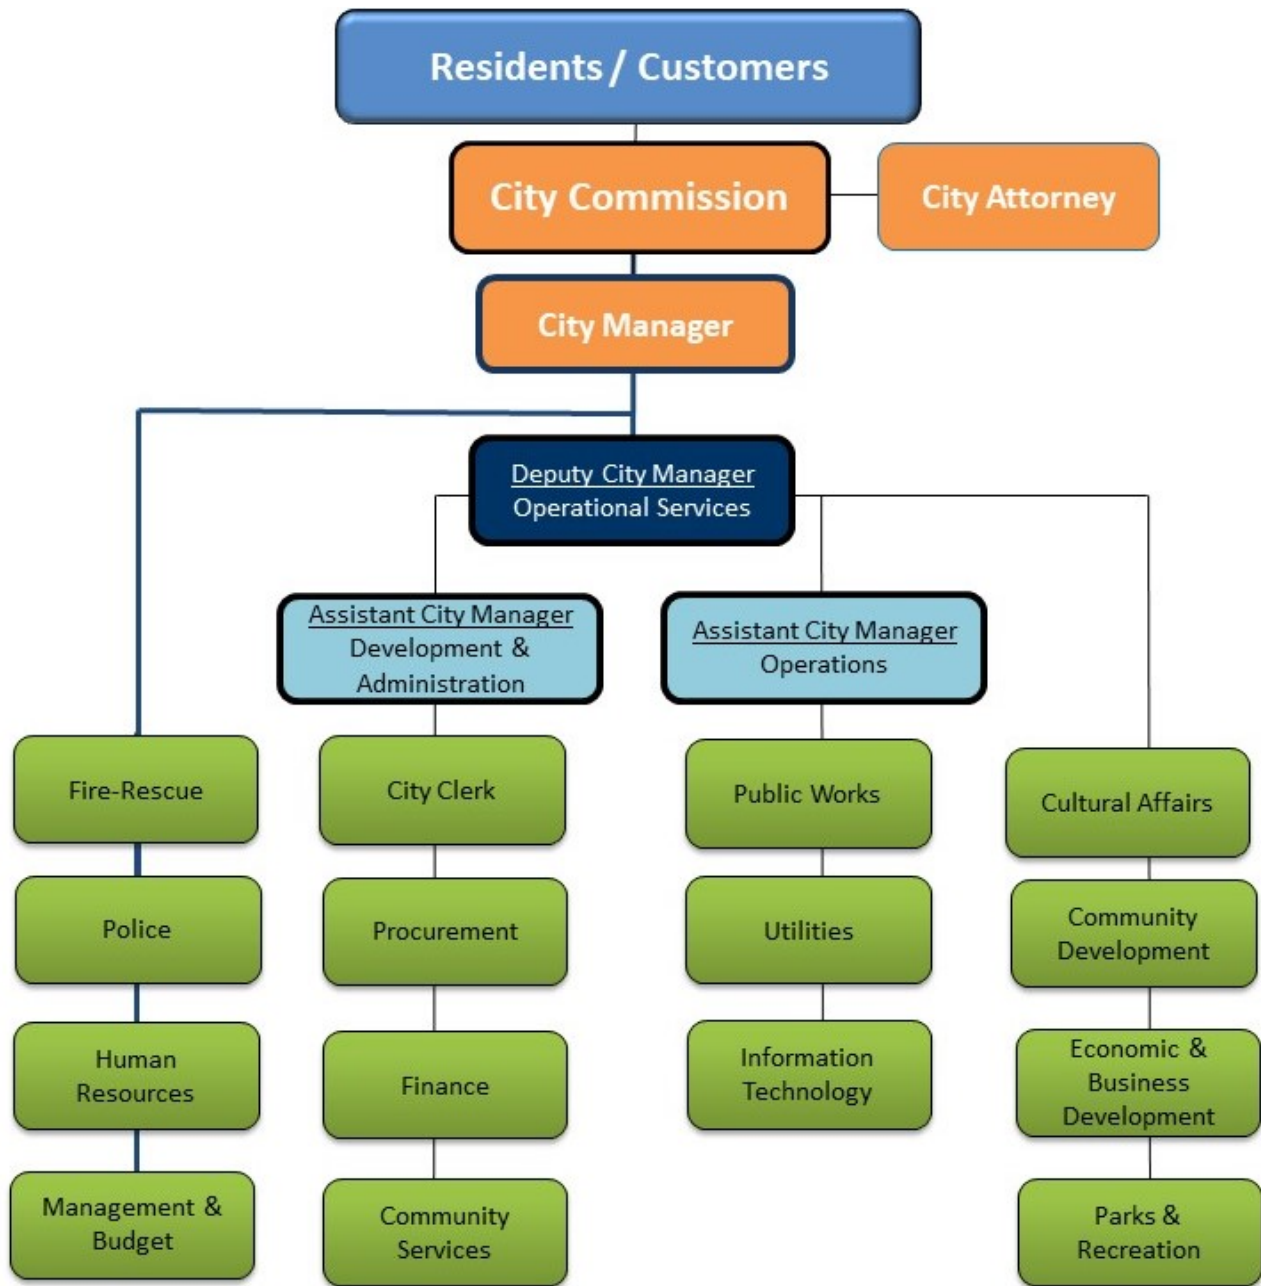 Residents / Customers
City Commission
City Attorney
City Manager
Deputy City Manager
Operational Services
Assistant City Manager
Development &
Administration
Assistant City Manager
Operations
Fire-Rescue
City Clerk
Public Works
Cultural Affairs
Police
Procurement
Utilities
Community
Development
Human
Resources
Finance
Information
Technology
Economic &
Business
Development
Management &
Budget
Community
Services
Parks &
Recreation